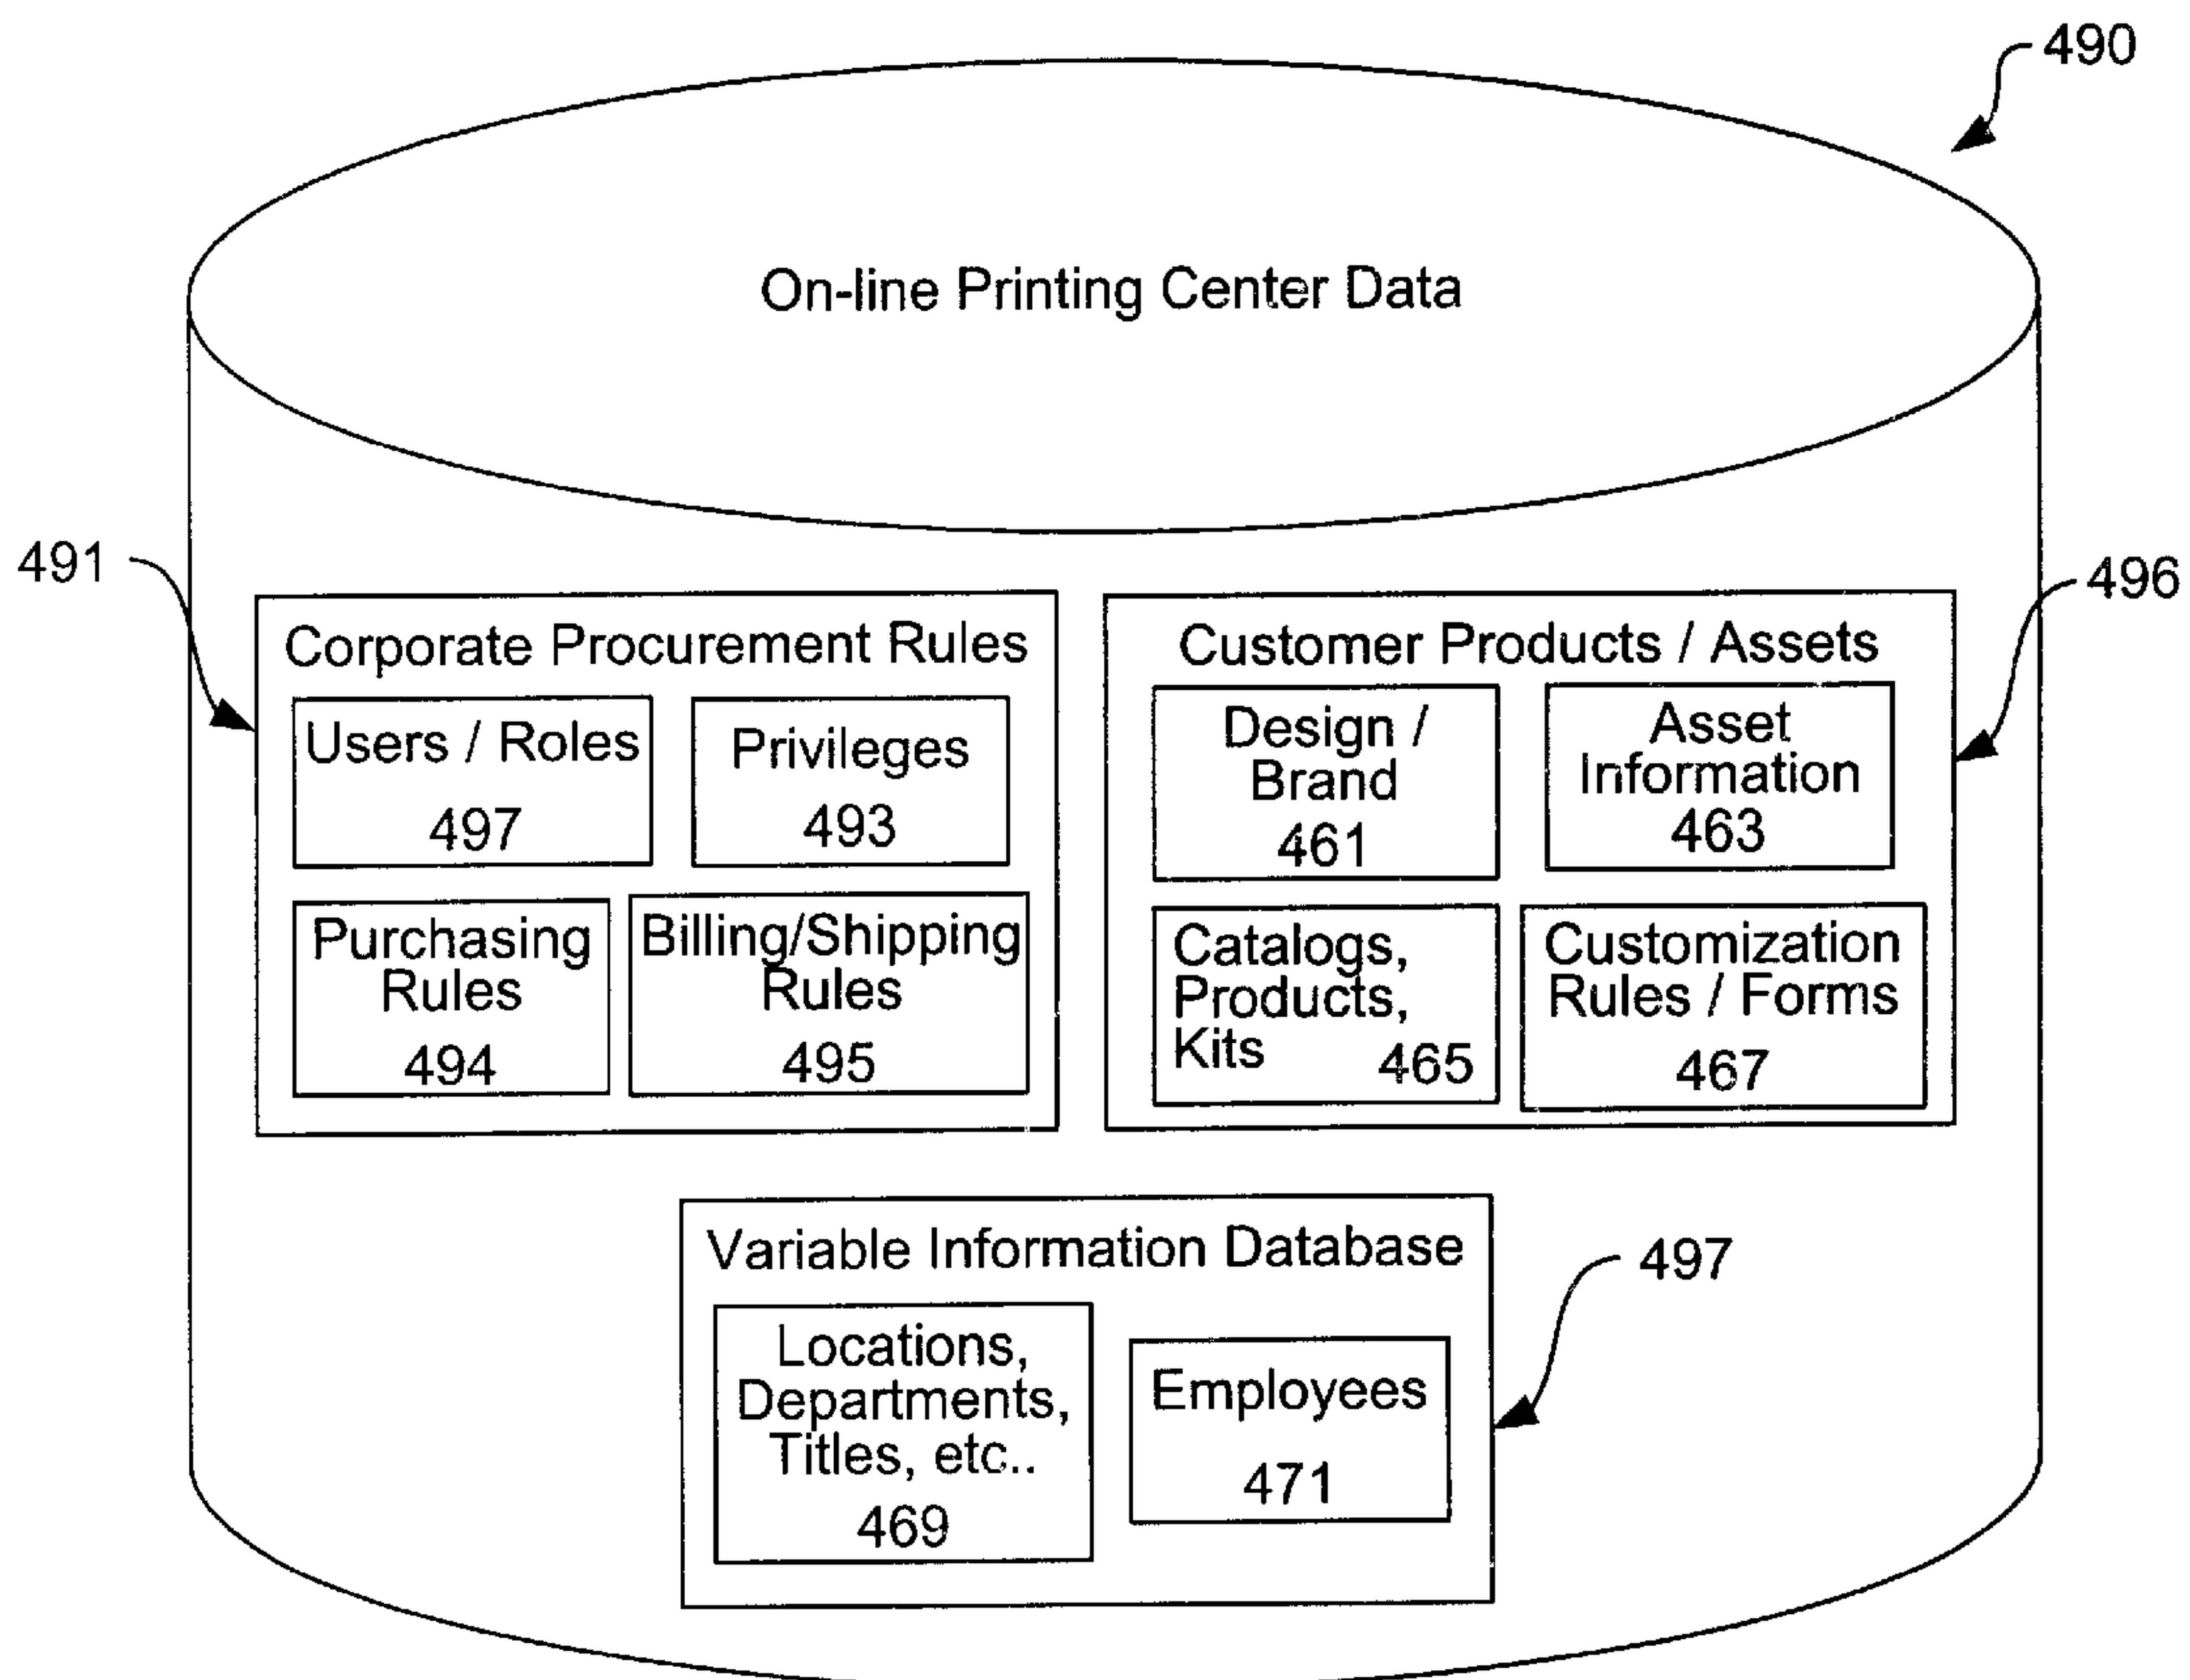 490
On-line Printing Center Data
491
496
Corporate Procurement Rules
Users / Roles
497
Privileges
493
Purchasing
Rules
494
Billing/Shipping
Rules
495
Customer Products / Assets
Design /
Brand
461
Asset
Information
463
Catalogs,
Products,
Kits 465
Customization
Rules / Forms
467
Variable Information Database
497
Locations,
Departments,
Titles, etc..
469
Employees
471